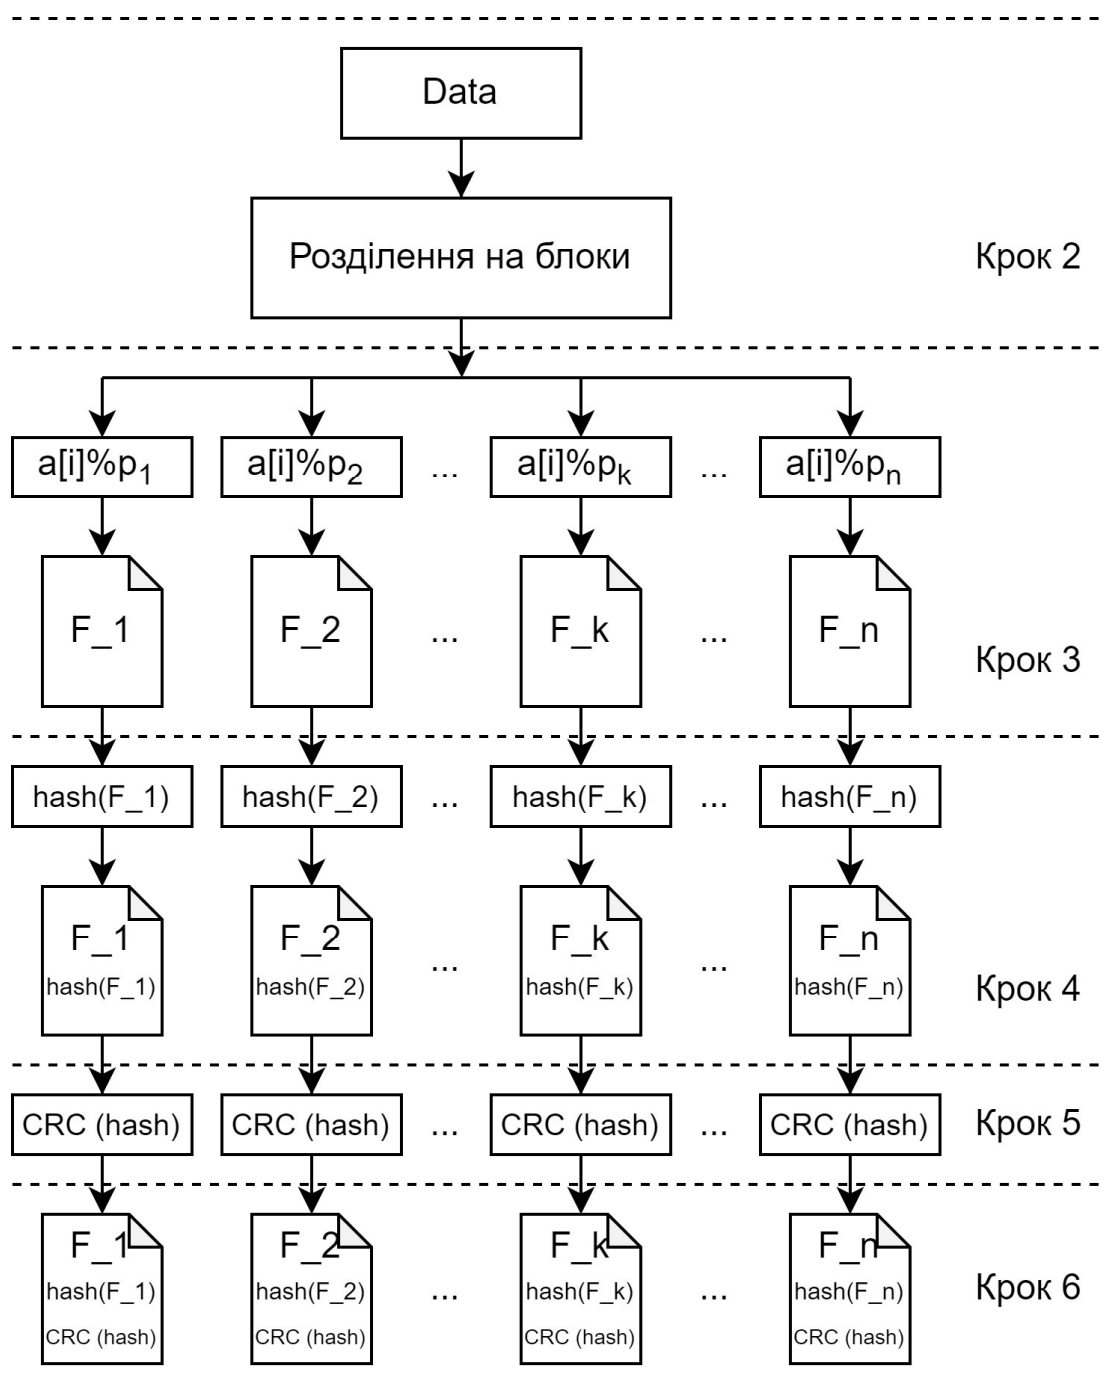 Data
Розділення на блоки
Крок 2
a[i]%p1 a[i]%p2 ... a[i]%pk ... a[i]%pn
F_1 F_2 ... F_k ... F_n
Крок 3
hash(F_1) hash(F_2) ... hash(F_k) ... hash(F_n)
F_1 F_2 F_k F_n
hash(F_1) hash(F_2) ... hash(F_k) ... hash(F_n)
Крок 4
CRC (hash) CRC (hash) ... CRC (hash) ... CRC (hash) Крок 5
F_1 F_2 F_k F_n
hash(F_1) hash(F_2) ... hash(F_k) ... hash(F_n) Крок 6
CRC (hash) CRC (hash) CRC (hash) CRC (hash)